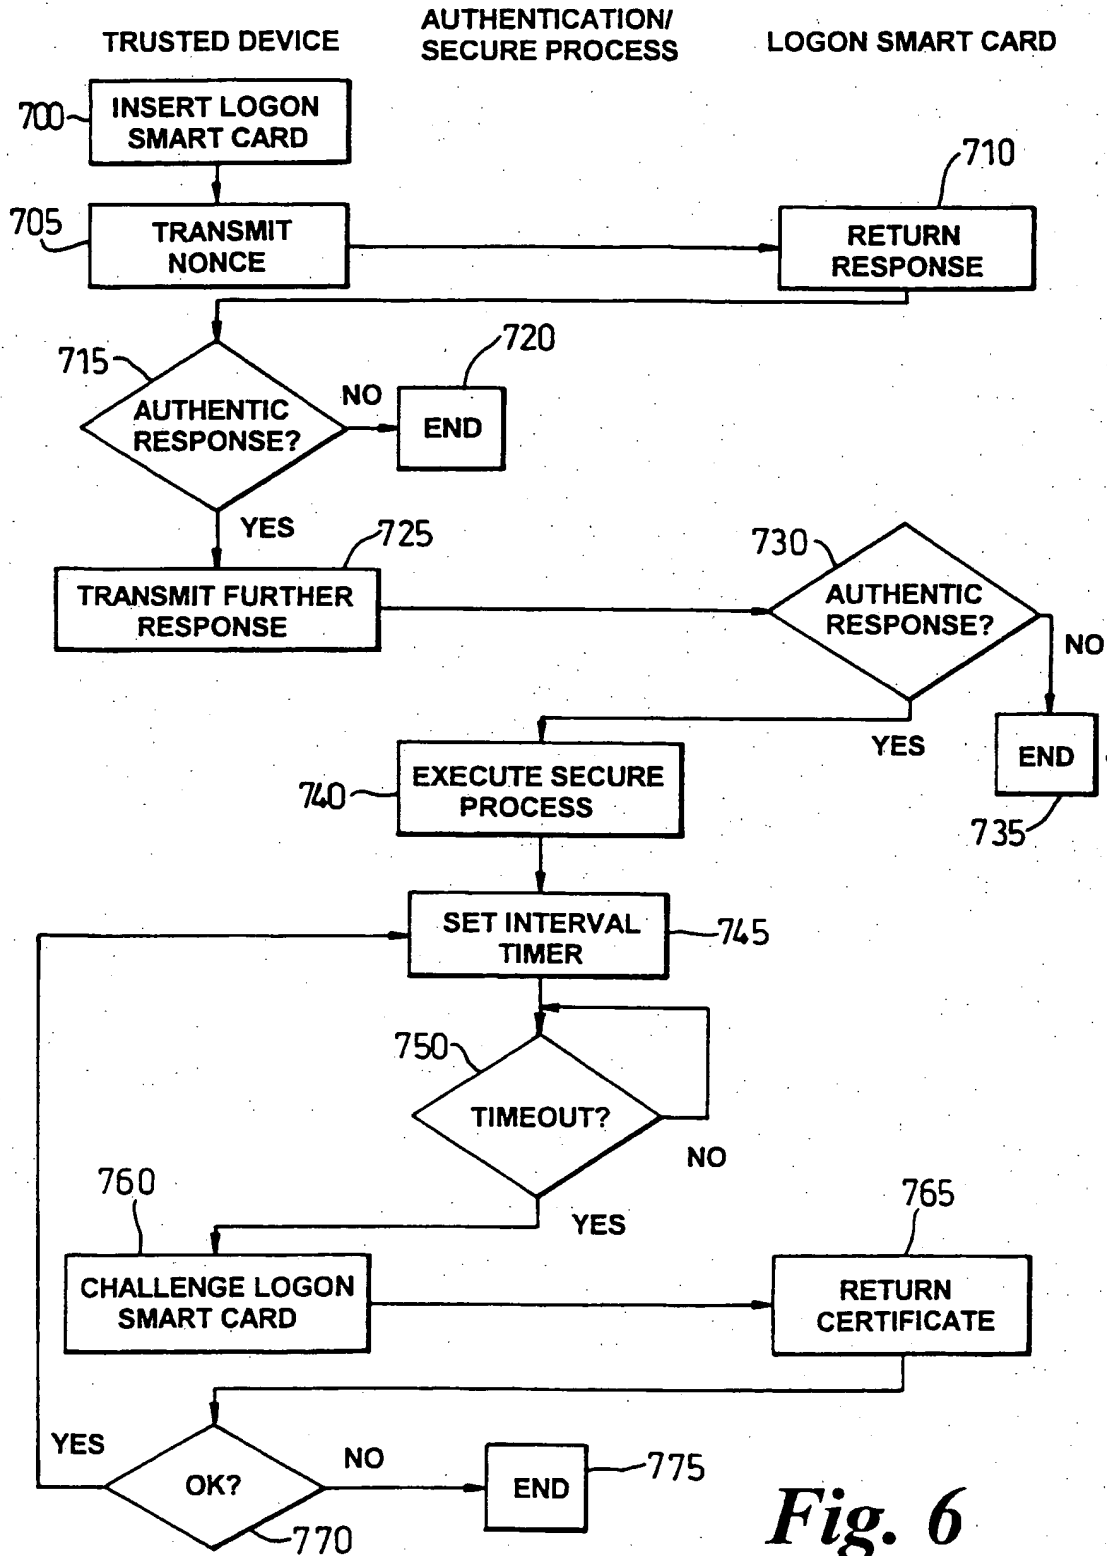 AUTHENTICATION/
TRUSTED DEVICE
SECURE PROCESS
LOGON SMART CARD
700
INSERT LOGON
SMART CARD
710
705
TRANSMIT
NONCE
RETURN
RESPONSE
720
715
NO
AUTHENTIC
RESPONSE?
END
YES
725
730
TRANSMIT FURTHER
RESPONSE
AUTHENTIC
RESPONSE?
NO
YES
END
740
EXECUTE SECURE
PROCESS
735
SET INTERVAL
TIMER
745
750
TIMEOUT?
NO
760
765
YES
CHALLENGE LOGON
SMART CARD
RETURN
CERTIFICATE
YES
NO
775
OK?
END
770
Fig. 6